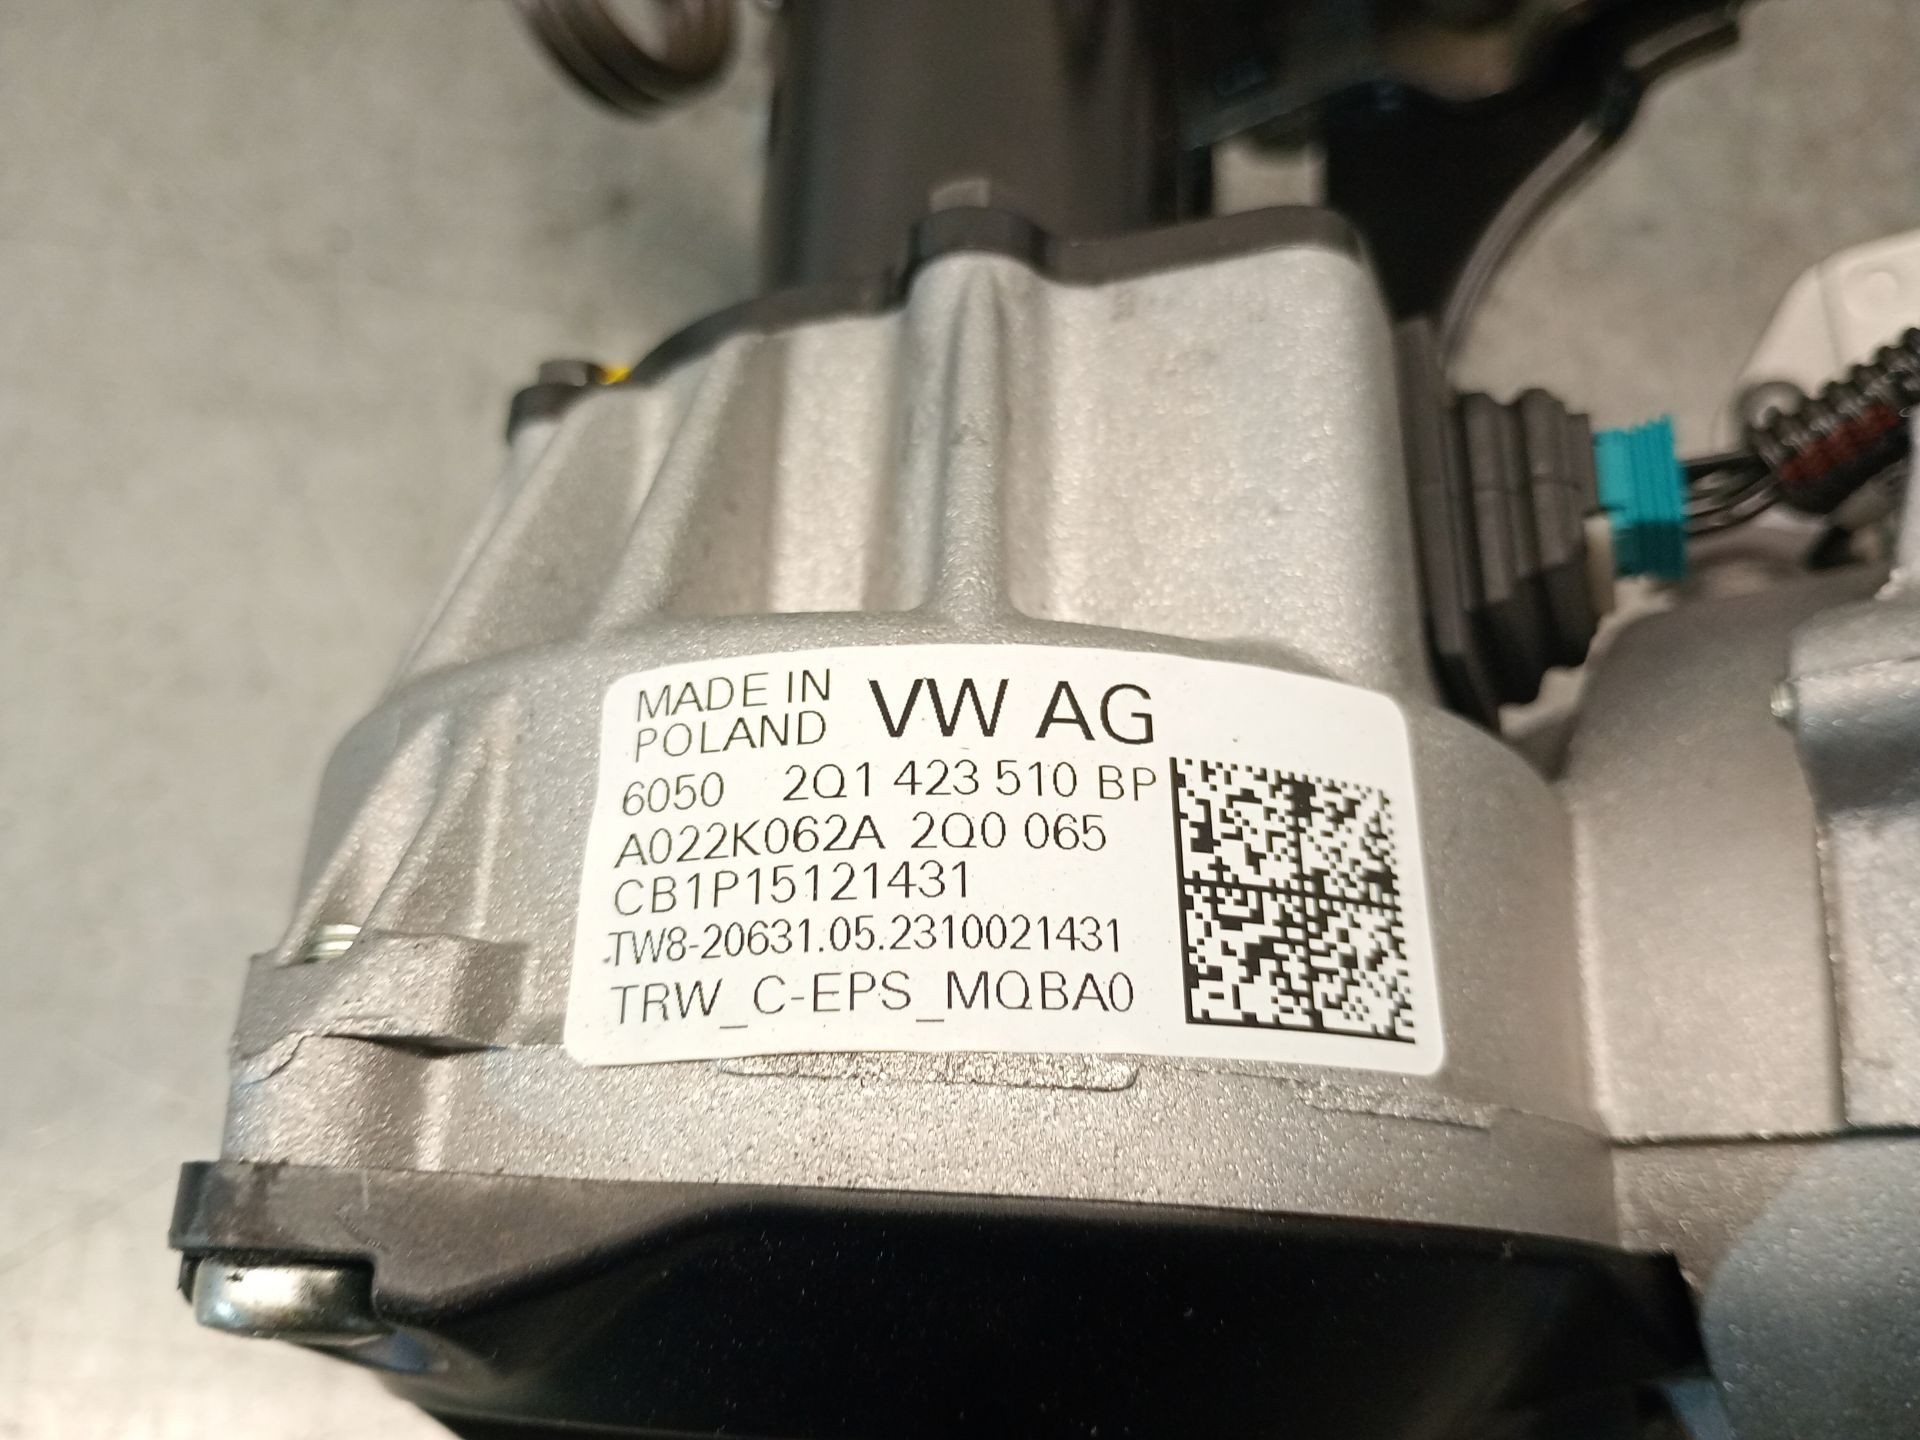 MADE IN
POLAND
VW AG
6050 2Q1 423 510 BP
A022K062A 2Q0 065
CB1P15121431
TW8-20631.05.2310021431
TRW_C-EPS_MQBA0